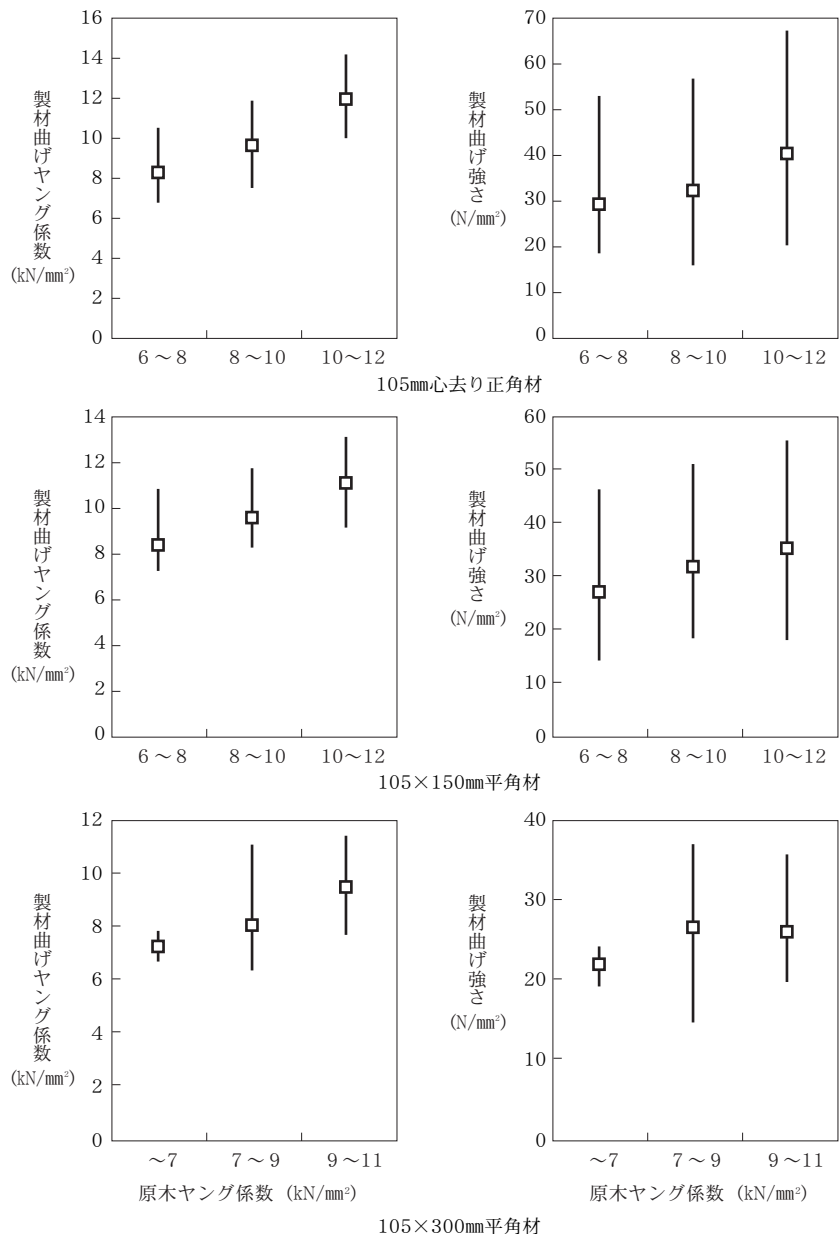 製材曲げヤング係数
(kN/mm²)
16
14
12
10
8
6
4
2
0
6～8 8～10 10～12
製材曲げ強さ
(N/mm²)
70
60
50
40
30
20
10
0
6～8 8～10 10～12
105㎜心去り正角材
製材曲げヤング係数
(kN/mm²)
14
12
10
8
6
4
2
0
6～8 8～10 10～12
製材曲げ強さ
(N/mm²)
60
50
40
30
20
10
0
6～8 8～10 10～12
105×150㎜平角材
製材曲げヤング係数
(kN/mm²)
12
10
8
6
4
2
0
～7 7～9 9～11
原木ヤング係数 (kN/mm²)
製材曲げ強さ
(N/mm²)
40
30
20
10
0
～7 7～9 9～11
原木ヤング係数 (kN/mm²)
105×300㎜平角材